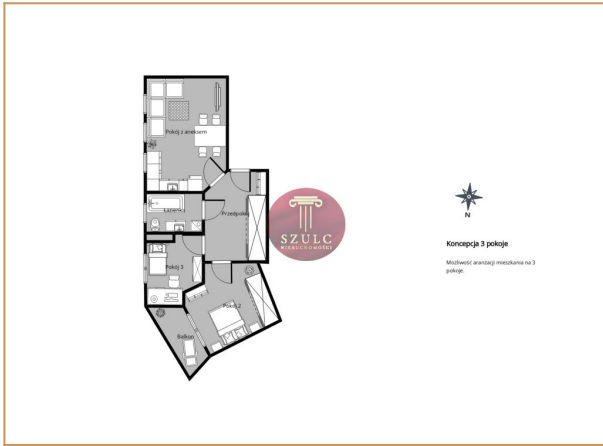 Pokój z aneksem
Łazienka
Przedpokój
SZULC
NIERUCHOMOŚCI
Pokój 3
Pokój 2
Balkon
N
Koncepcja 3 pokoje
Możliwość aranżacji mieszkania na 3
pokoje.